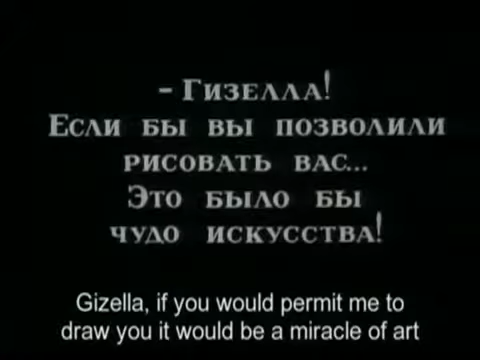 – Гизелла!
Если бы вы позволили
рисовать вас...
Это было бы
чудо искусства!
Gizella, if you would permit me to
draw you it would be a miracle of art